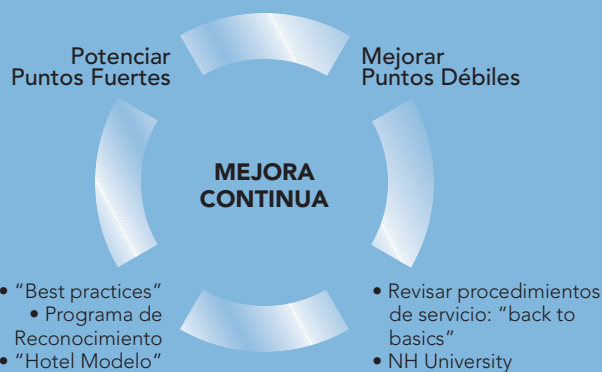 Potenciar
Puntos Fuertes
Mejorar
Puntos Débiles
MEJORA
CONTINUA
• “Best practices”
• Programa de
Reconocimiento
• “Hotel Modelo”
• Revisar procedimientos
de servicio: “back to
basics”
• NH University